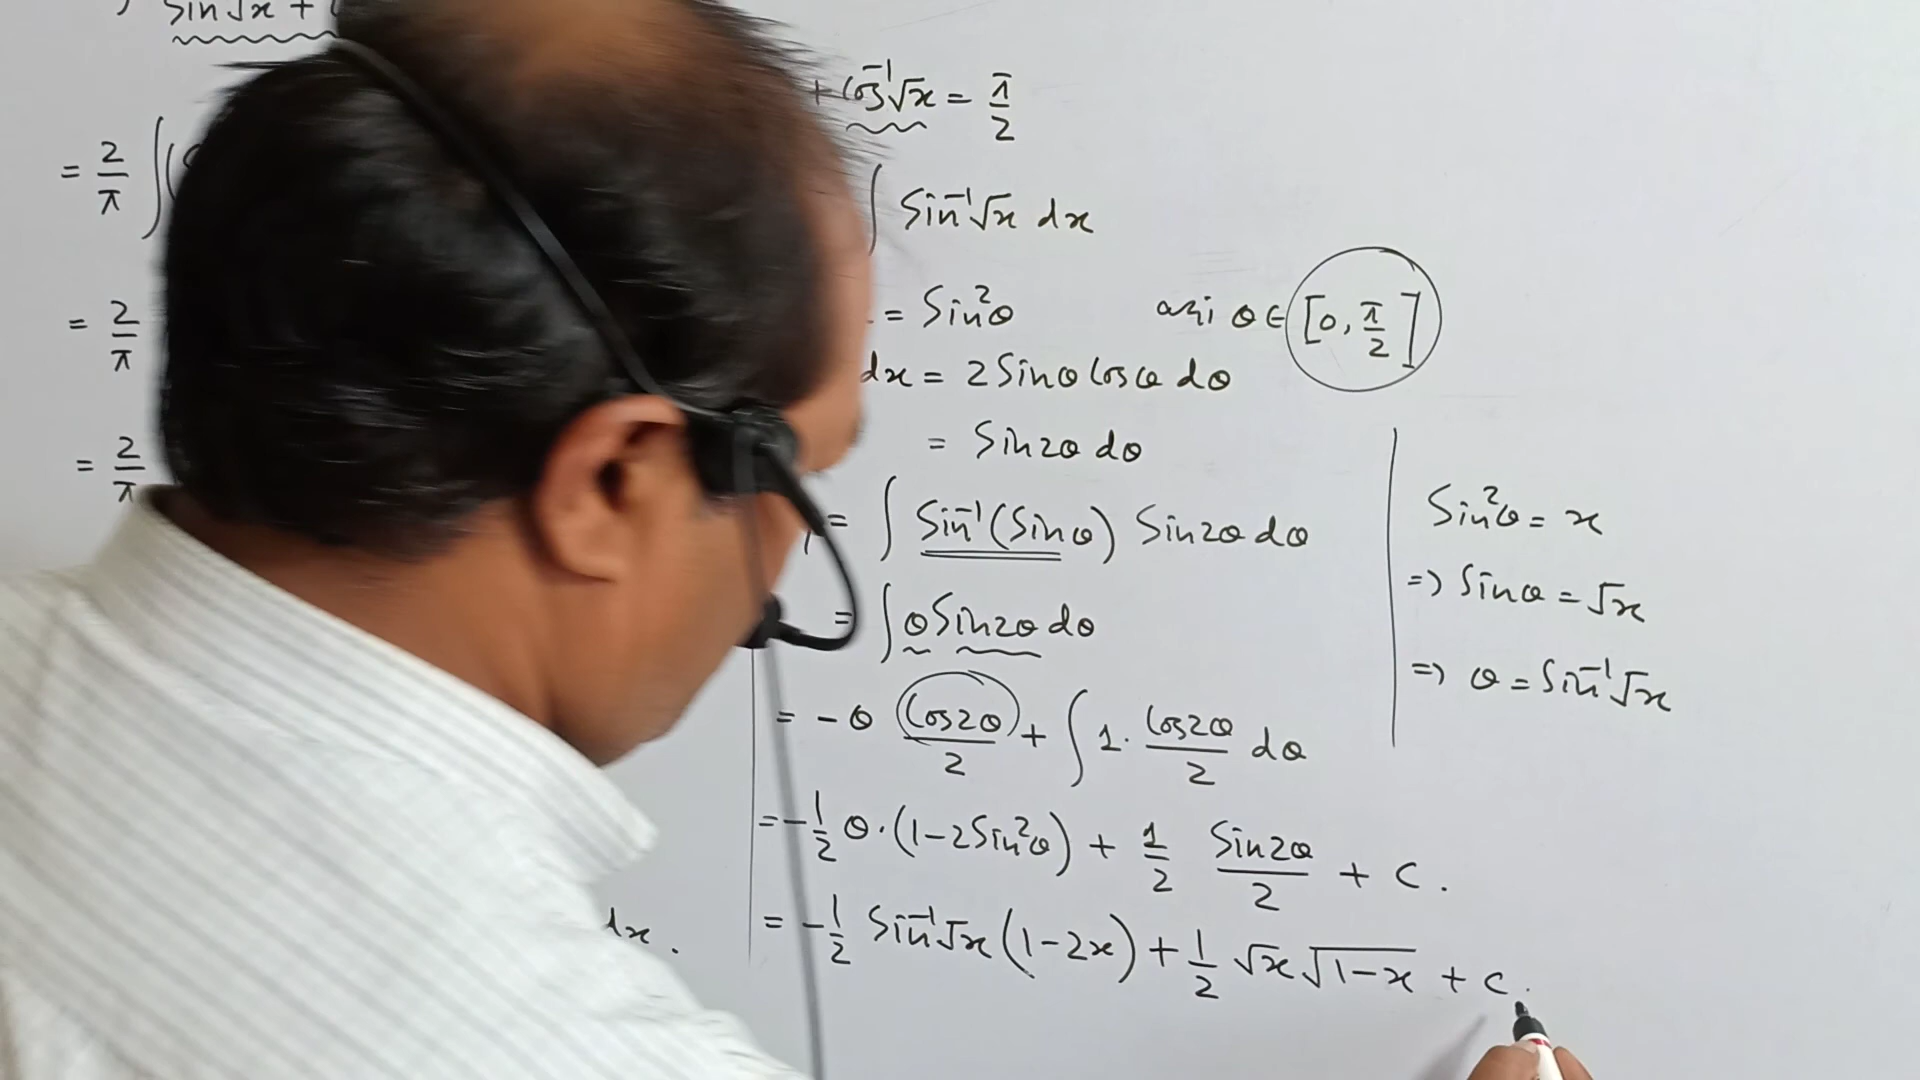 sin √x +
+ cos⁻¹√x = π/2
= 2/π ∫(
∫ sin⁻¹√x dx
= 2/π
= sin²θ θ ∈ [0, π/2]
dx = 2 sinθ cosθ dθ
= 2/π
= sin2θ dθ
= ∫ sin⁻¹(sinθ) sin2θ dθ
= ∫ θ sin2θ dθ
= -θ cos2θ/2 + ∫ 1. cos2θ/2 dθ
= -1/2 θ.(1-2sin²θ) + 1/2 sin2θ/2 + c.
dx.
= -1/2 sin⁻¹√x (1-2x) + 1/2 √x √(1-x) + c.
sin²θ = x
=> sinθ = √x
=> θ = sin⁻¹√x